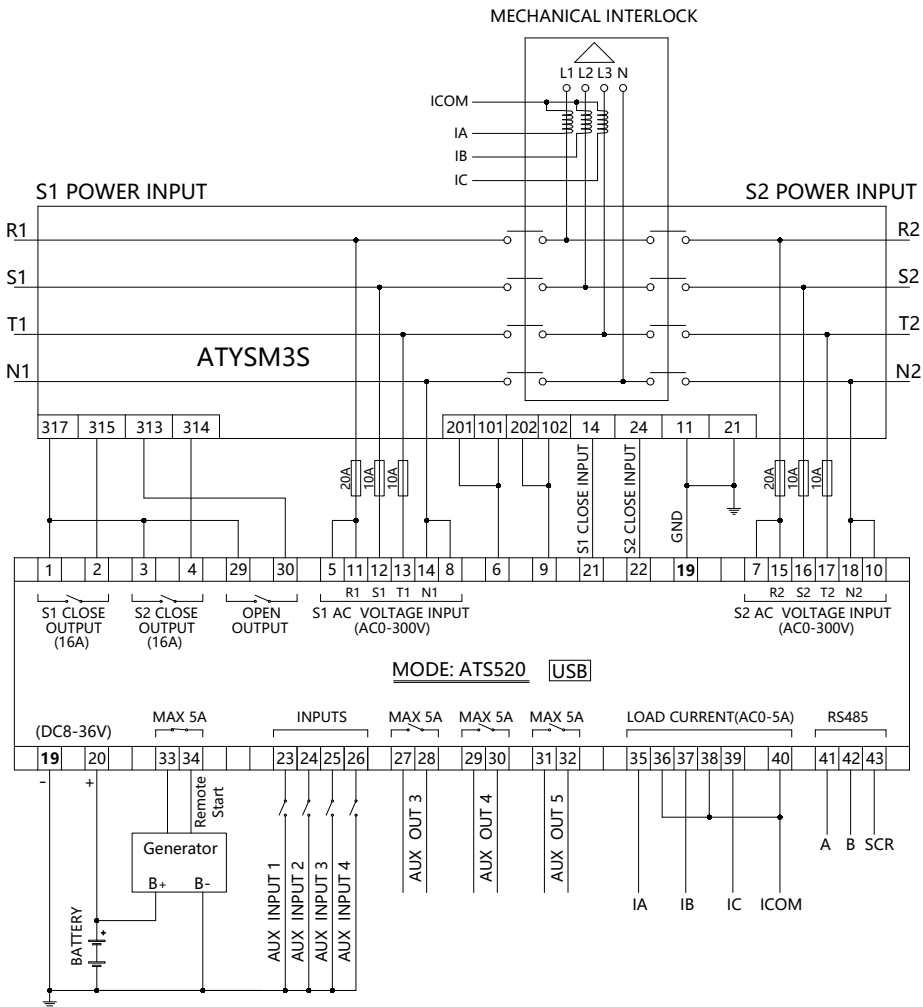 MECHANICAL INTERLOCK
L1 L2 L3 N
ICOM
IA
IB
IC
S1 POWER INPUT
S2 POWER INPUT
R1
R2
S1
S2
T1
T2
ATYSM3S
N1
N2
317 315 313 314
201 101 202 102 14 24 11 21
20A
10A
10A
S1 CLOSE INPUT
S2 CLOSE INPUT
GND
20A
10A
10A
1 2 3 4 29 30 5 11 12 13 14 8 6 9 21 22 19 7 15 16 17 18 10
R1 S1 T1 N1
R2 S2 T2 N2
S1 CLOSE
OUTPUT
(16A)
S2 CLOSE
OUTPUT
(16A)
OPEN
OUTPUT
S1 AC VOLTAGE INPUT
(AC0-300V)
S2 AC VOLTAGE INPUT
(AC0-300V)
MODE: ATS520
USB
(DC8-36V)
MAX 5A
INPUTS
MAX 5A
MAX 5A
MAX 5A
LOAD CURRENT(AC0-5A)
RS485
19 20 33 34 23 24 25 26 27 28 29 30 31 32 35 36 37 38 39 40 41 42 43
-
+
Remote
Start
Generator
B+ B-
BATTERY
+
AUX INPUT 1
AUX INPUT 2
AUX INPUT 3
AUX INPUT 4
AUX OUT 3
AUX OUT 4
AUX OUT 5
A B SCR
IA IB IC ICOM